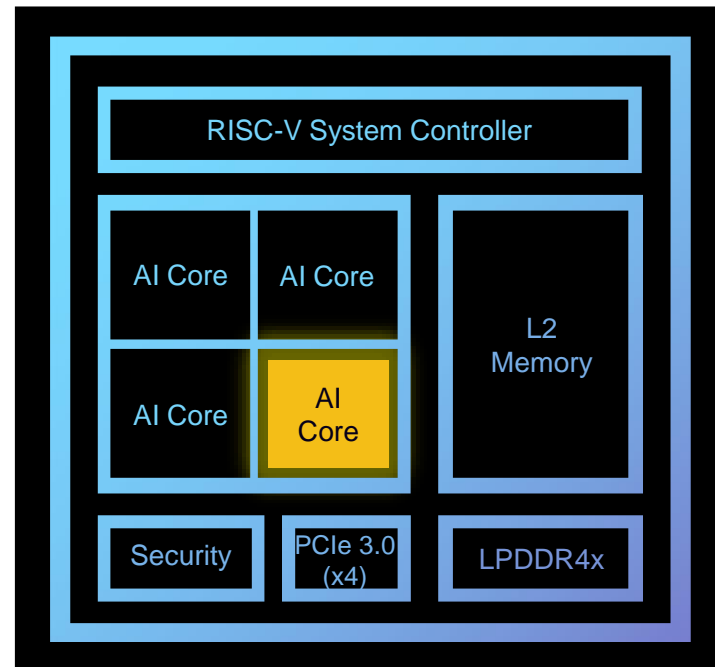 RISC-V System Controller
AI Core
AI Core
L2
Memory
AI Core
AI
Core
Security
PCIe 3.0
(x4)
LPDDR4x